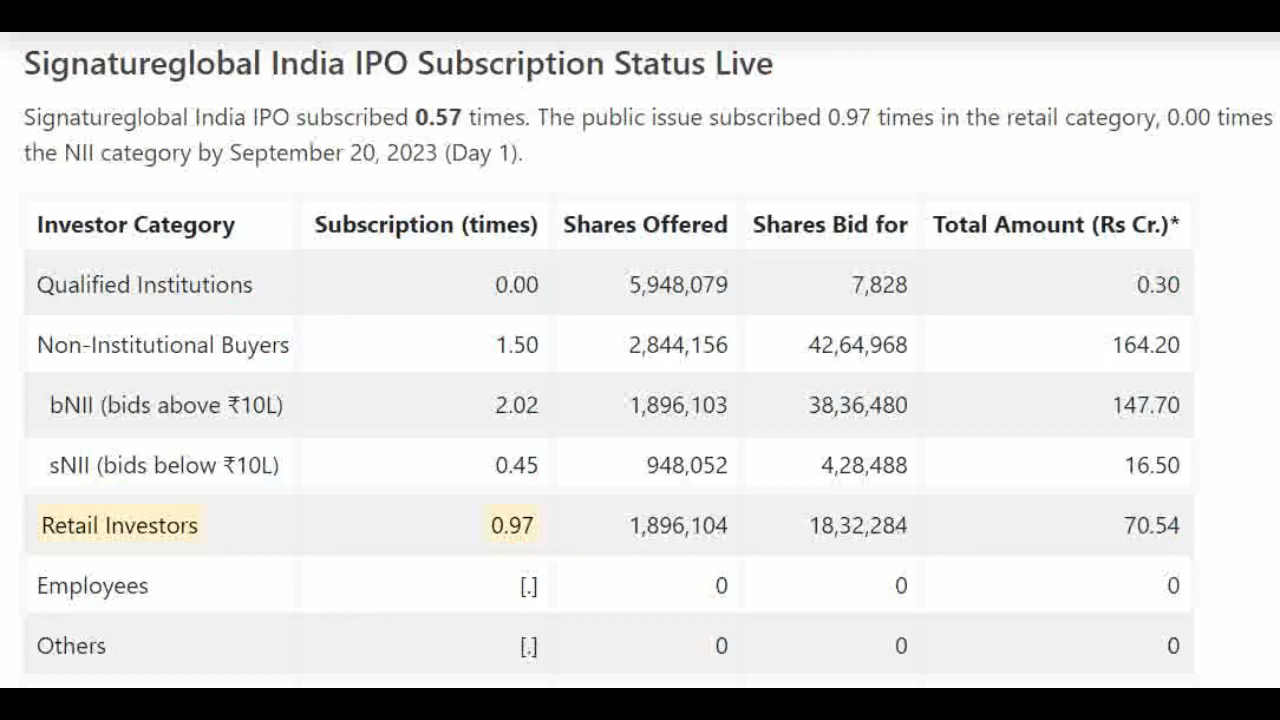 Signatureglobal India IPO Subscription Status Live
Signatureglobal India IPO subscribed 0.57 times. The public issue subscribed 0.97 times in the retail category, 0.00 times
the NII category by September 20, 2023 (Day 1).
Investor Category Subscription (times) Shares Offered Shares Bid for Total Amount (Rs Cr.)*
Qualified Institutions 0.00 5,948,079 7,828 0.30
Non-Institutional Buyers 1.50 2,844,156 42,64,968 164.20
bNII (bids above ₹10L) 2.02 1,896,103 38,36,480 147.70
sNII (bids below ₹10L) 0.45 948,052 4,28,488 16.50
Retail Investors 0.97 1,896,104 18,32,284 70.54
Employees [.] 0 0 0
Others [.] 0 0 0